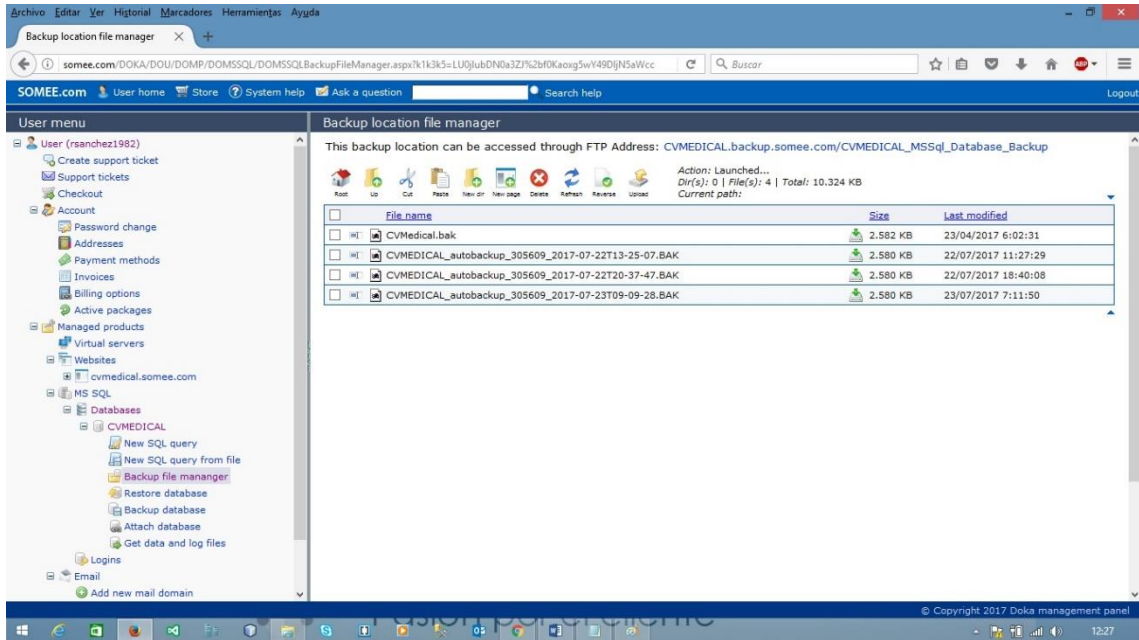 Archivo Editar Ver Historial Marcadores Herramientas Ayuda
Backup location file manager
somee.com/DOKA/DOU/DOMP/DOMSSQL/DOMSSQLBackupFileManager.aspx?k1k3k5=LU0jIubDN0a3ZJ%2bf0Kaoxg5wY49DIjN5aWcc
Buscar
ABP
SOMEE.com User home Store System help Ask a question Search help Logout
User menu
User (rsanchez1982)
Create support ticket
Support tickets
Checkout
Account
Password change
Addresses
Payment methods
Invoices
Billing options
Active packages
Managed products
Virtual servers
Websites
cvmedical.somee.com
MS SQL
Databases
CVMEDICAL
New SQL query
New SQL query from file
Backup file mananger
Restore database
Backup database
Attach database
Get data and log files
Logins
Email
Add new mail domain
Backup location file manager
This backup location can be accessed through FTP Address: CVMEDICAL.backup.somee.com/CVMEDICAL_MSSql_Database_Backup
Root Up Cut Paste New dir New page Delete Refresh Reverse Upload
Action: Launched...
Dir(s): 0 | File(s): 4 | Total: 10.324 KB
Current path:
File name Size Last modified
CVMedical.bak 2.582 KB 23/04/2017 6:02:31
CVMEDICAL_autobackup_305609_2017-07-22T13-25-07.BAK 2.580 KB 22/07/2017 11:27:29
CVMEDICAL_autobackup_305609_2017-07-22T20-37-47.BAK 2.580 KB 22/07/2017 18:40:08
CVMEDICAL_autobackup_305609_2017-07-23T09-09-28.BAK 2.580 KB 23/07/2017 7:11:50
© Copyright 2017 Doka management panel
12:27